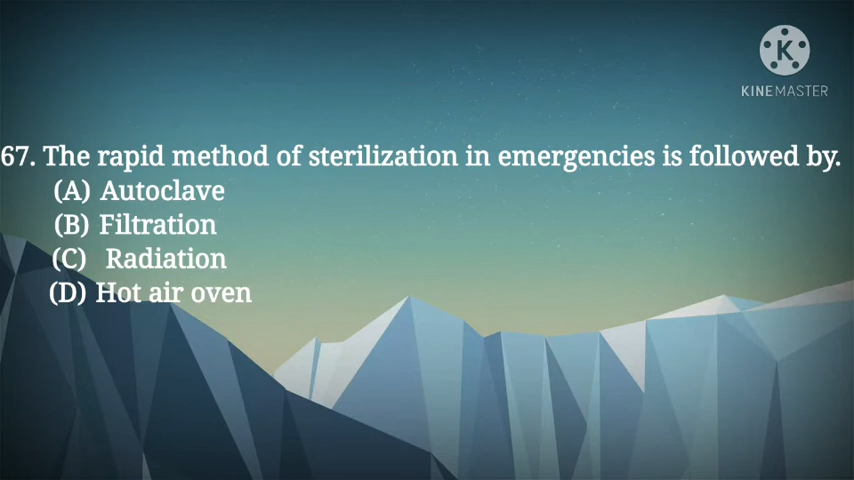 K
KINEMASTER
67. The rapid method of sterilization in emergencies is followed by.
(A) Autoclave
(B) Filtration
(C) Radiation
(D) Hot air oven